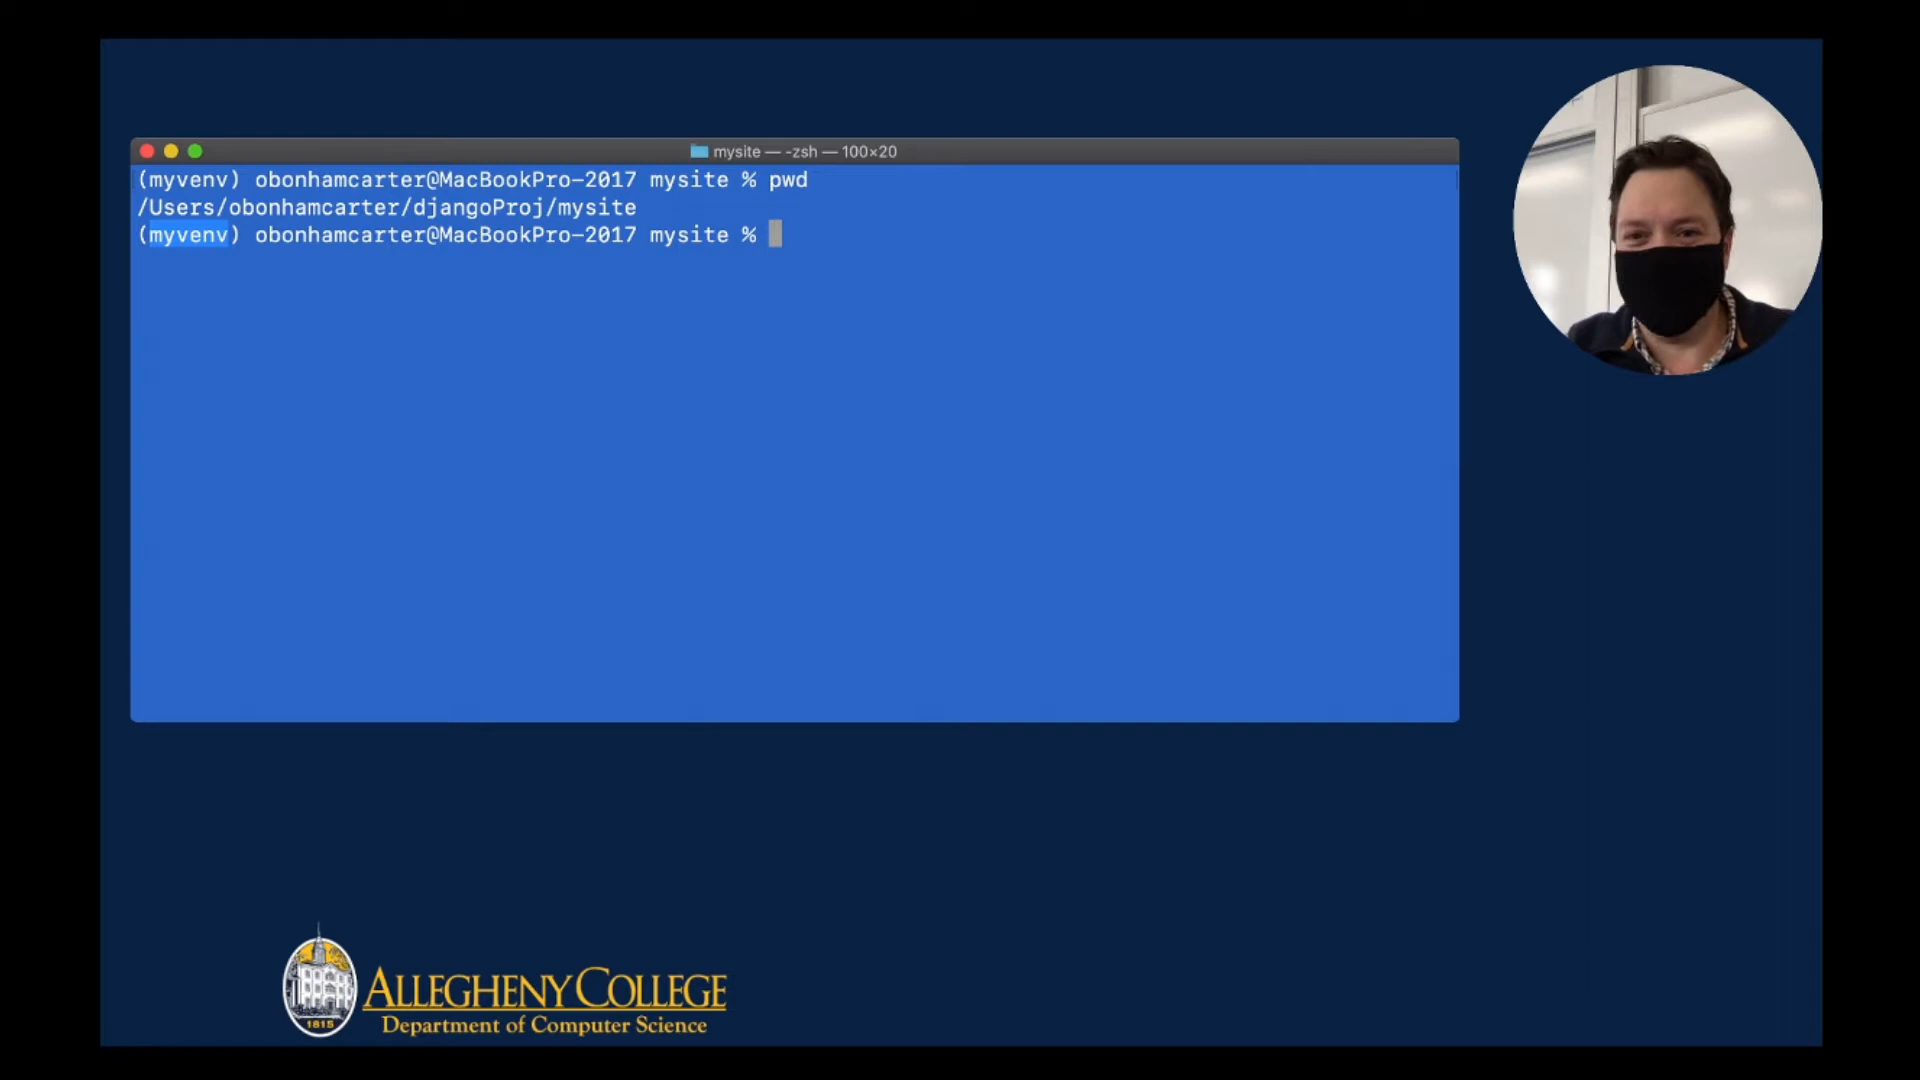 mysite — -zsh — 100×20
(myvenv) obonhamcarter@MacBookPro-2017 mysite % pwd
/Users/obonhamcarter/djangoProj/mysite
(myvenv) obonhamcarter@MacBookPro-2017 mysite %
1815
ALLEGHENY COLLEGE
Department of Computer Science